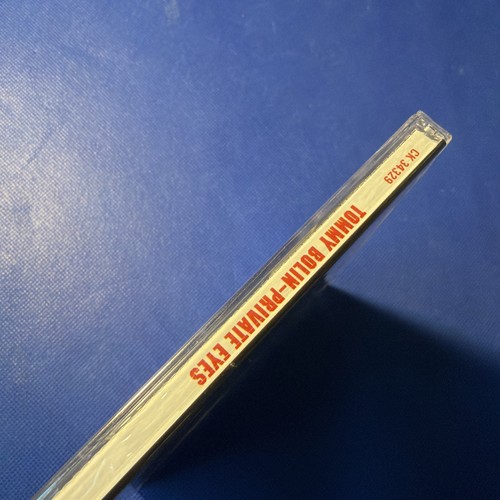 CK 34329
TOMMY BOLIN-PRIVATE EYES